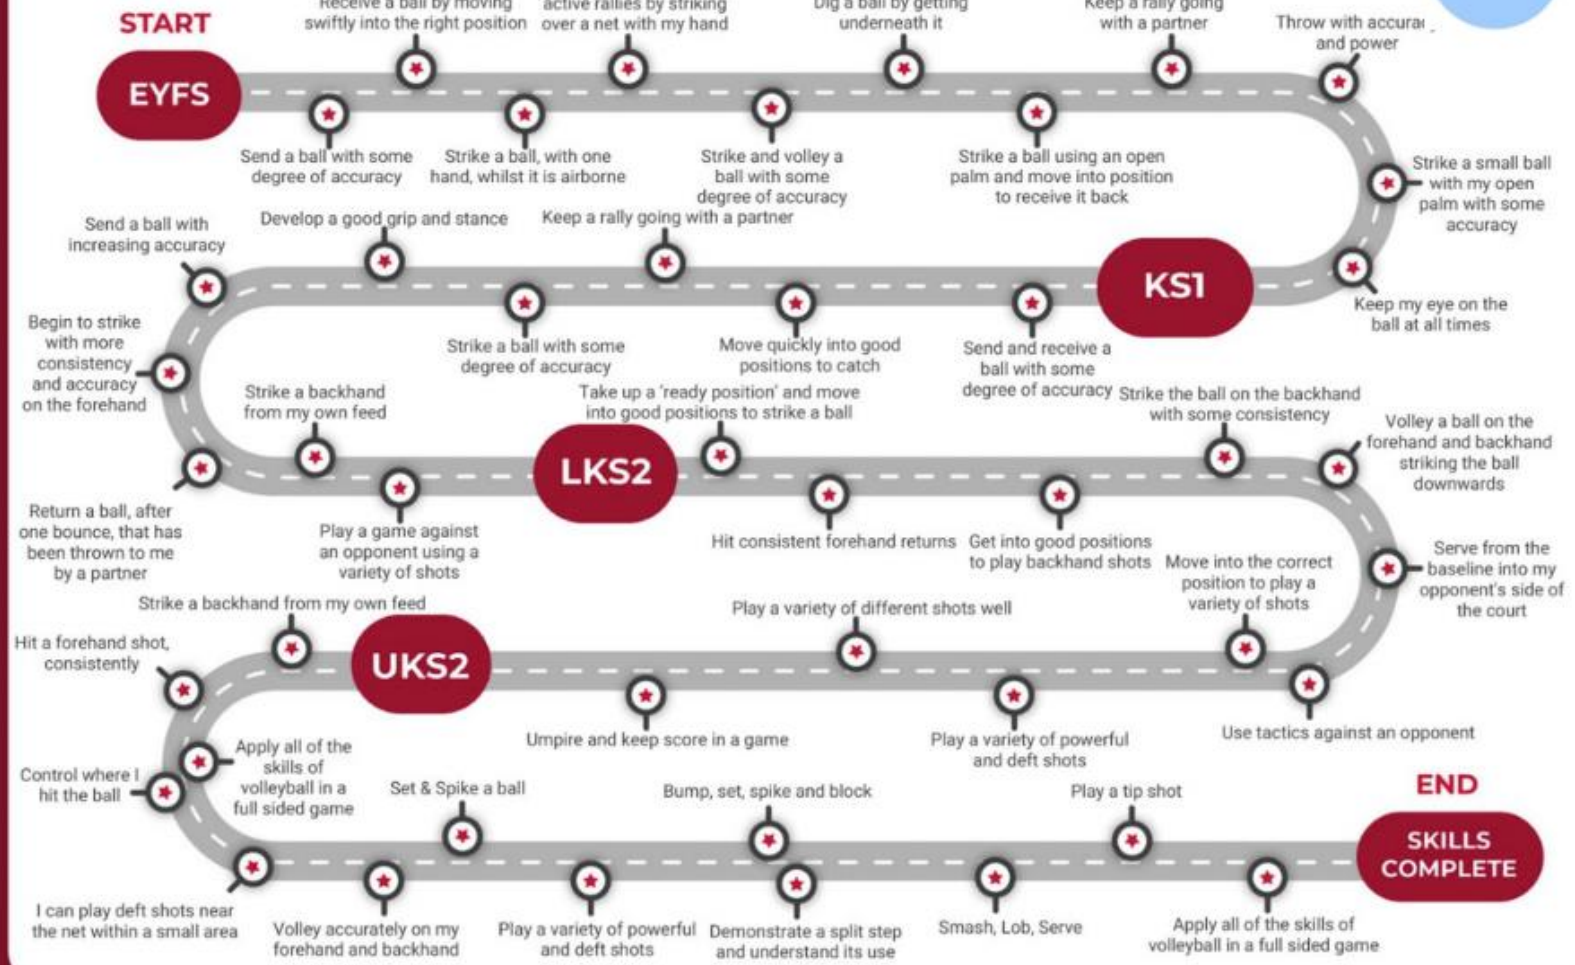 START
EYFS
Receive a ball by moving
swiftly into the right position
active rallies by striking
over a net with my hand
Dig a ball by getting
underneath it
Keep a rally going
with a partner
Throw with
and power
Send a ball with some
degree of accuracy
Strike a ball, with one
hand, whilst it is airborne
Strike and volley a
ball with some
degree of accuracy
Strike a ball using an open
palm and move into position
to receive it back
Strike a small ball
with my open
palm with some
accuracy
Keep my eye on the
ball at all times
KS1
Send and receive a
ball with some
degree of accuracy
Move quickly into good
positions to catch
Keep a rally going with a partner
Strike a ball with some
degree of accuracy
Develop a good grip and stance
Send a ball with
increasing accuracy
Begin to strike
with more
consistency
and accuracy
on the forehand
Return a ball, after
one bounce, that has
been thrown to me
by a partner
Strike a backhand
from my own feed
Play a game against
an opponent using a
variety of shots
LKS2
Take up a 'ready position' and move
into good positions to strike a ball
Hit consistent forehand returns
Get into good positions
to play backhand shots
Strike the ball on the backhand
with some consistency
Volley a ball on the
forehand and backhand
striking the ball
downwards
Serve from the
baseline into my
opponent's side of
the court
Use tactics against an opponent
Move into the correct
position to play a
variety of shots
Play a variety of powerful
and deft shots
Play a variety of different shots well
Umpire and keep score in a game
UKS2
Strike a backhand from my own feed
Hit a forehand shot,
consistently
Apply all of the
skills of
volleyball in a
full sided game
Control where I
hit the ball
I can play deft shots near
the net within a small area
Volley accurately on my
forehand and backhand
Set & Spike a ball
Play a variety of powerful
and deft shots
Bump, set, spike and block
Demonstrate a split step
and understand its use
Smash, Lob, Serve
Play a tip shot
Apply all of the skills of
volleyball in a full sided game
END
SKILLS
COMPLETE